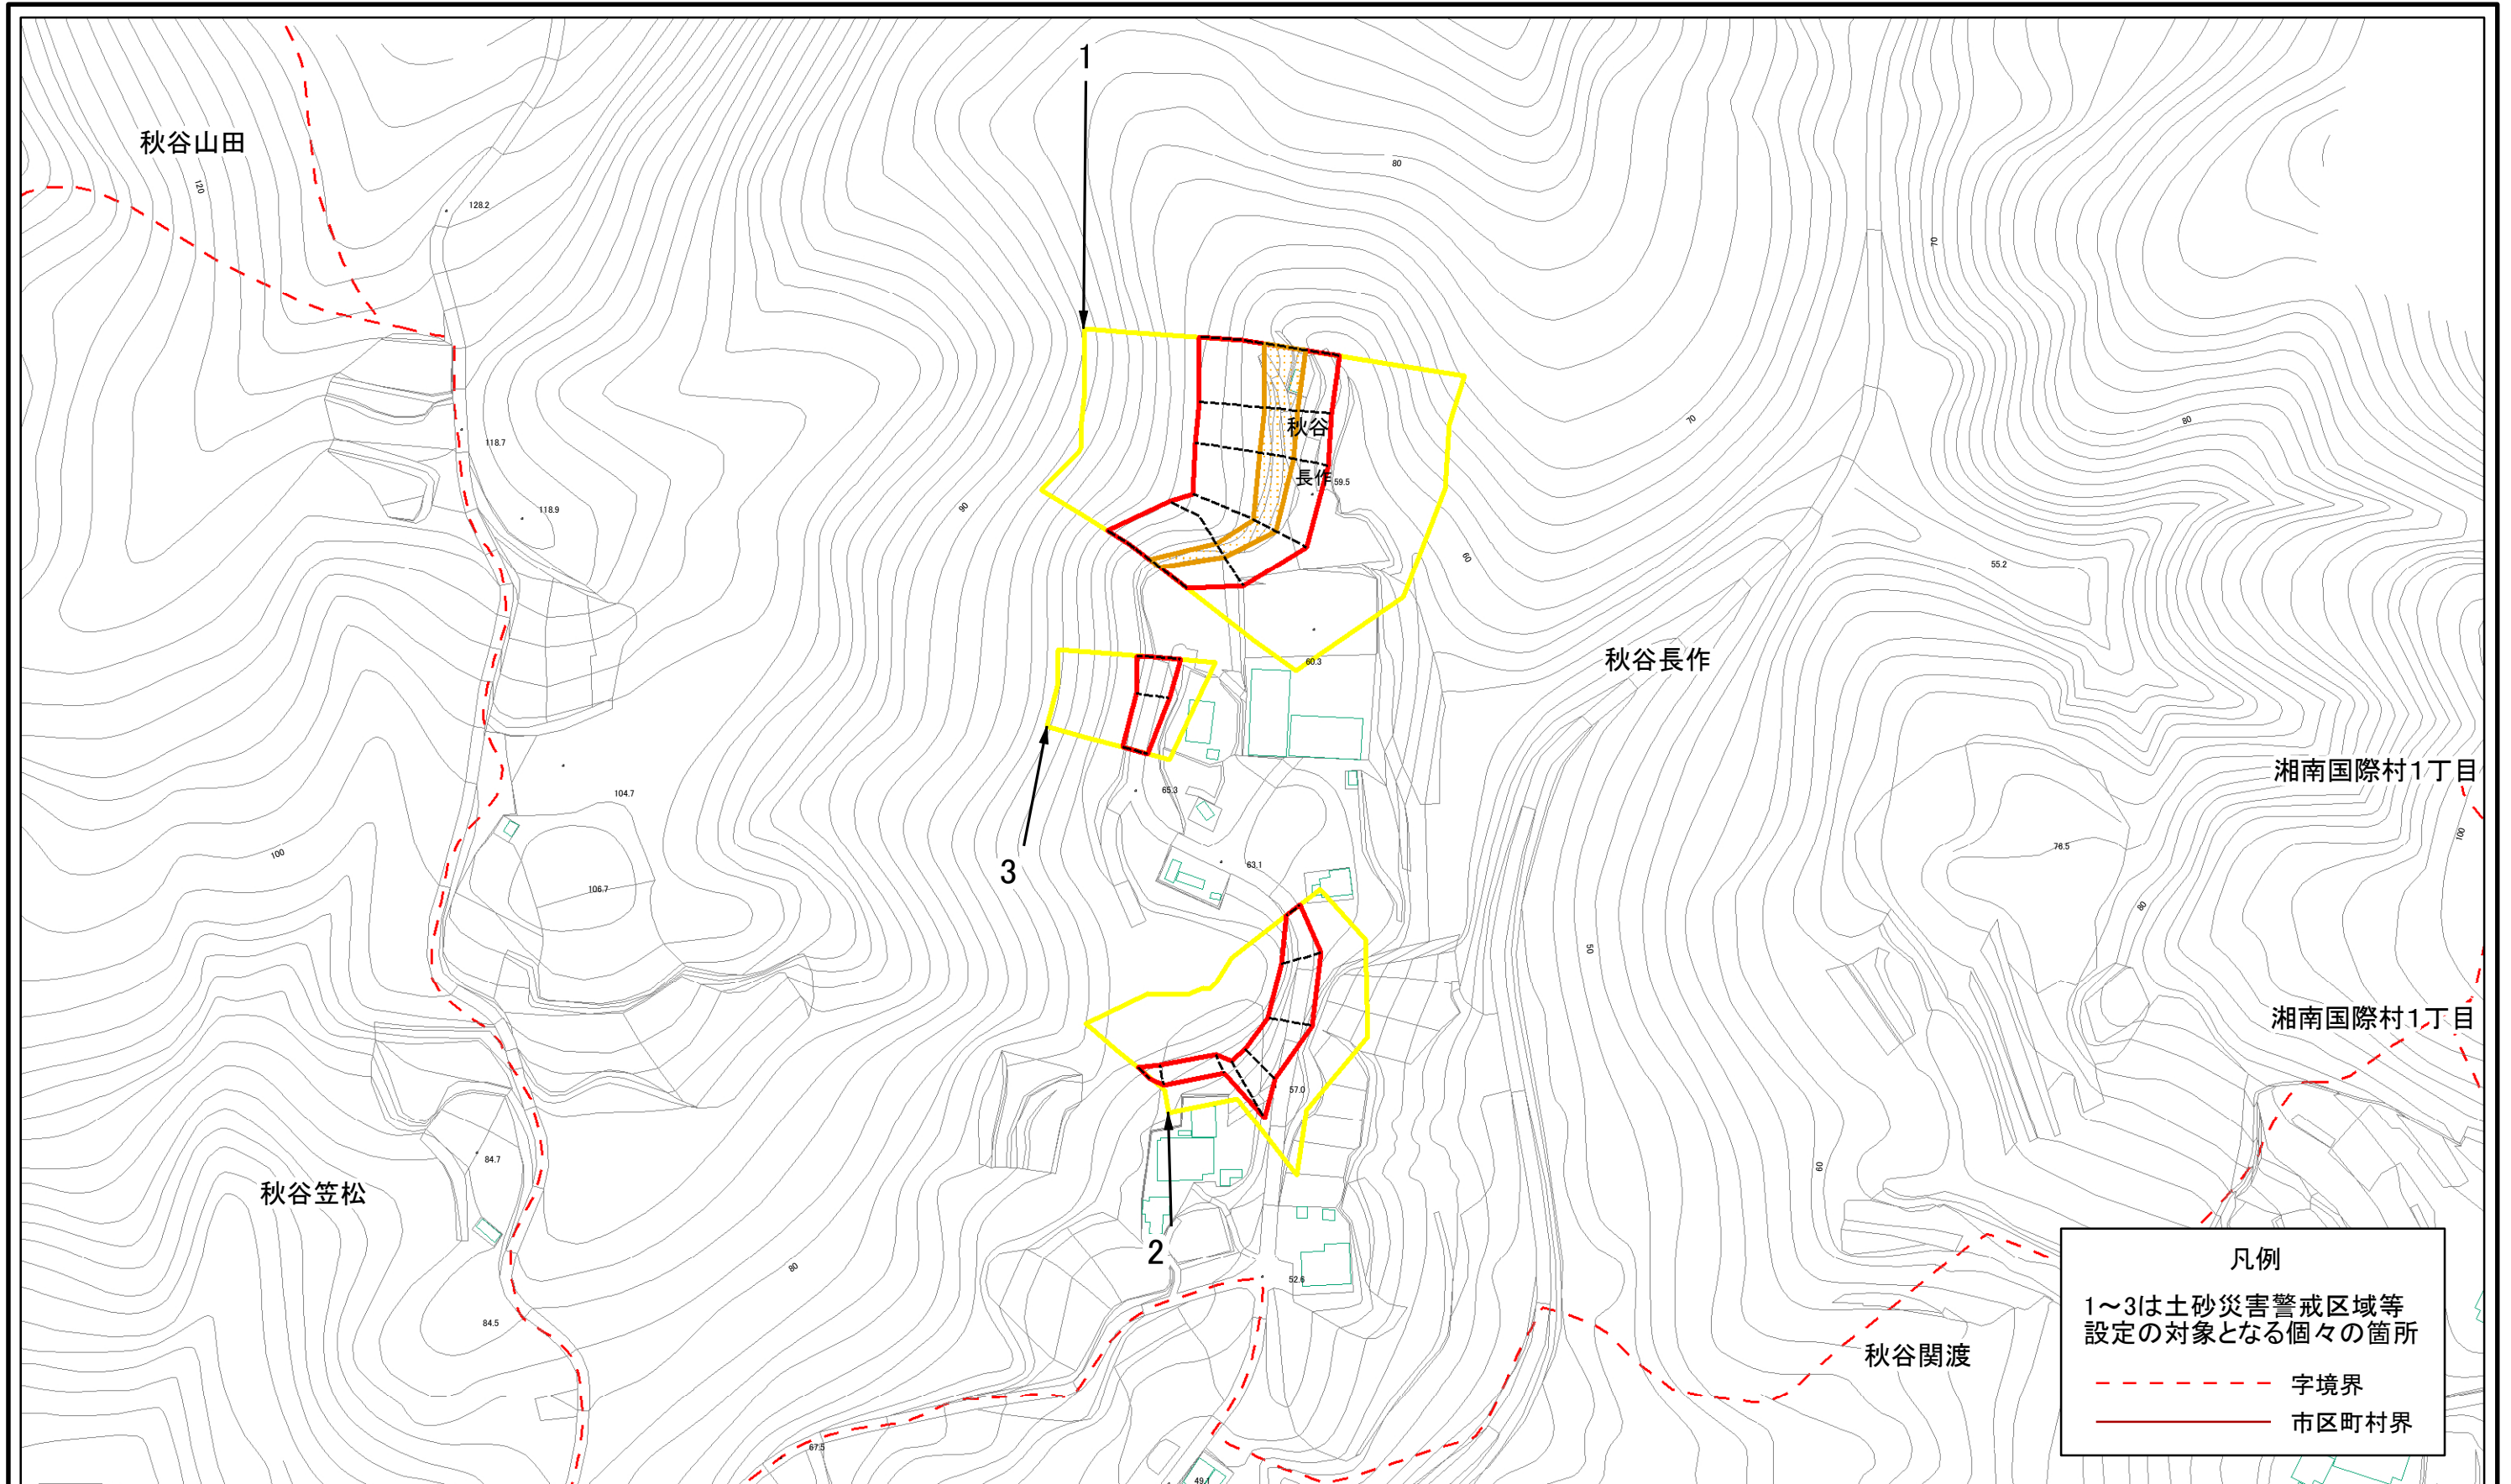 1
秋谷山田
80
120
128.2
70
118.7
秋谷
70
80
長作
59.5
118.9
90
60
55.2
秋谷長作
60.3
湘南国際村1丁目
65.3
104.7
100
100
3
63.1
76.5
106.7
80
50
湘南国際村1丁目
57.0
84.7
60
秋谷笠松
2
80
52.6
84.5
秋谷関渡
67.5
49.1
凡例
1～3は土砂災害警戒区域等
設定の対象となる個々の箇所
字境界
市区町村界